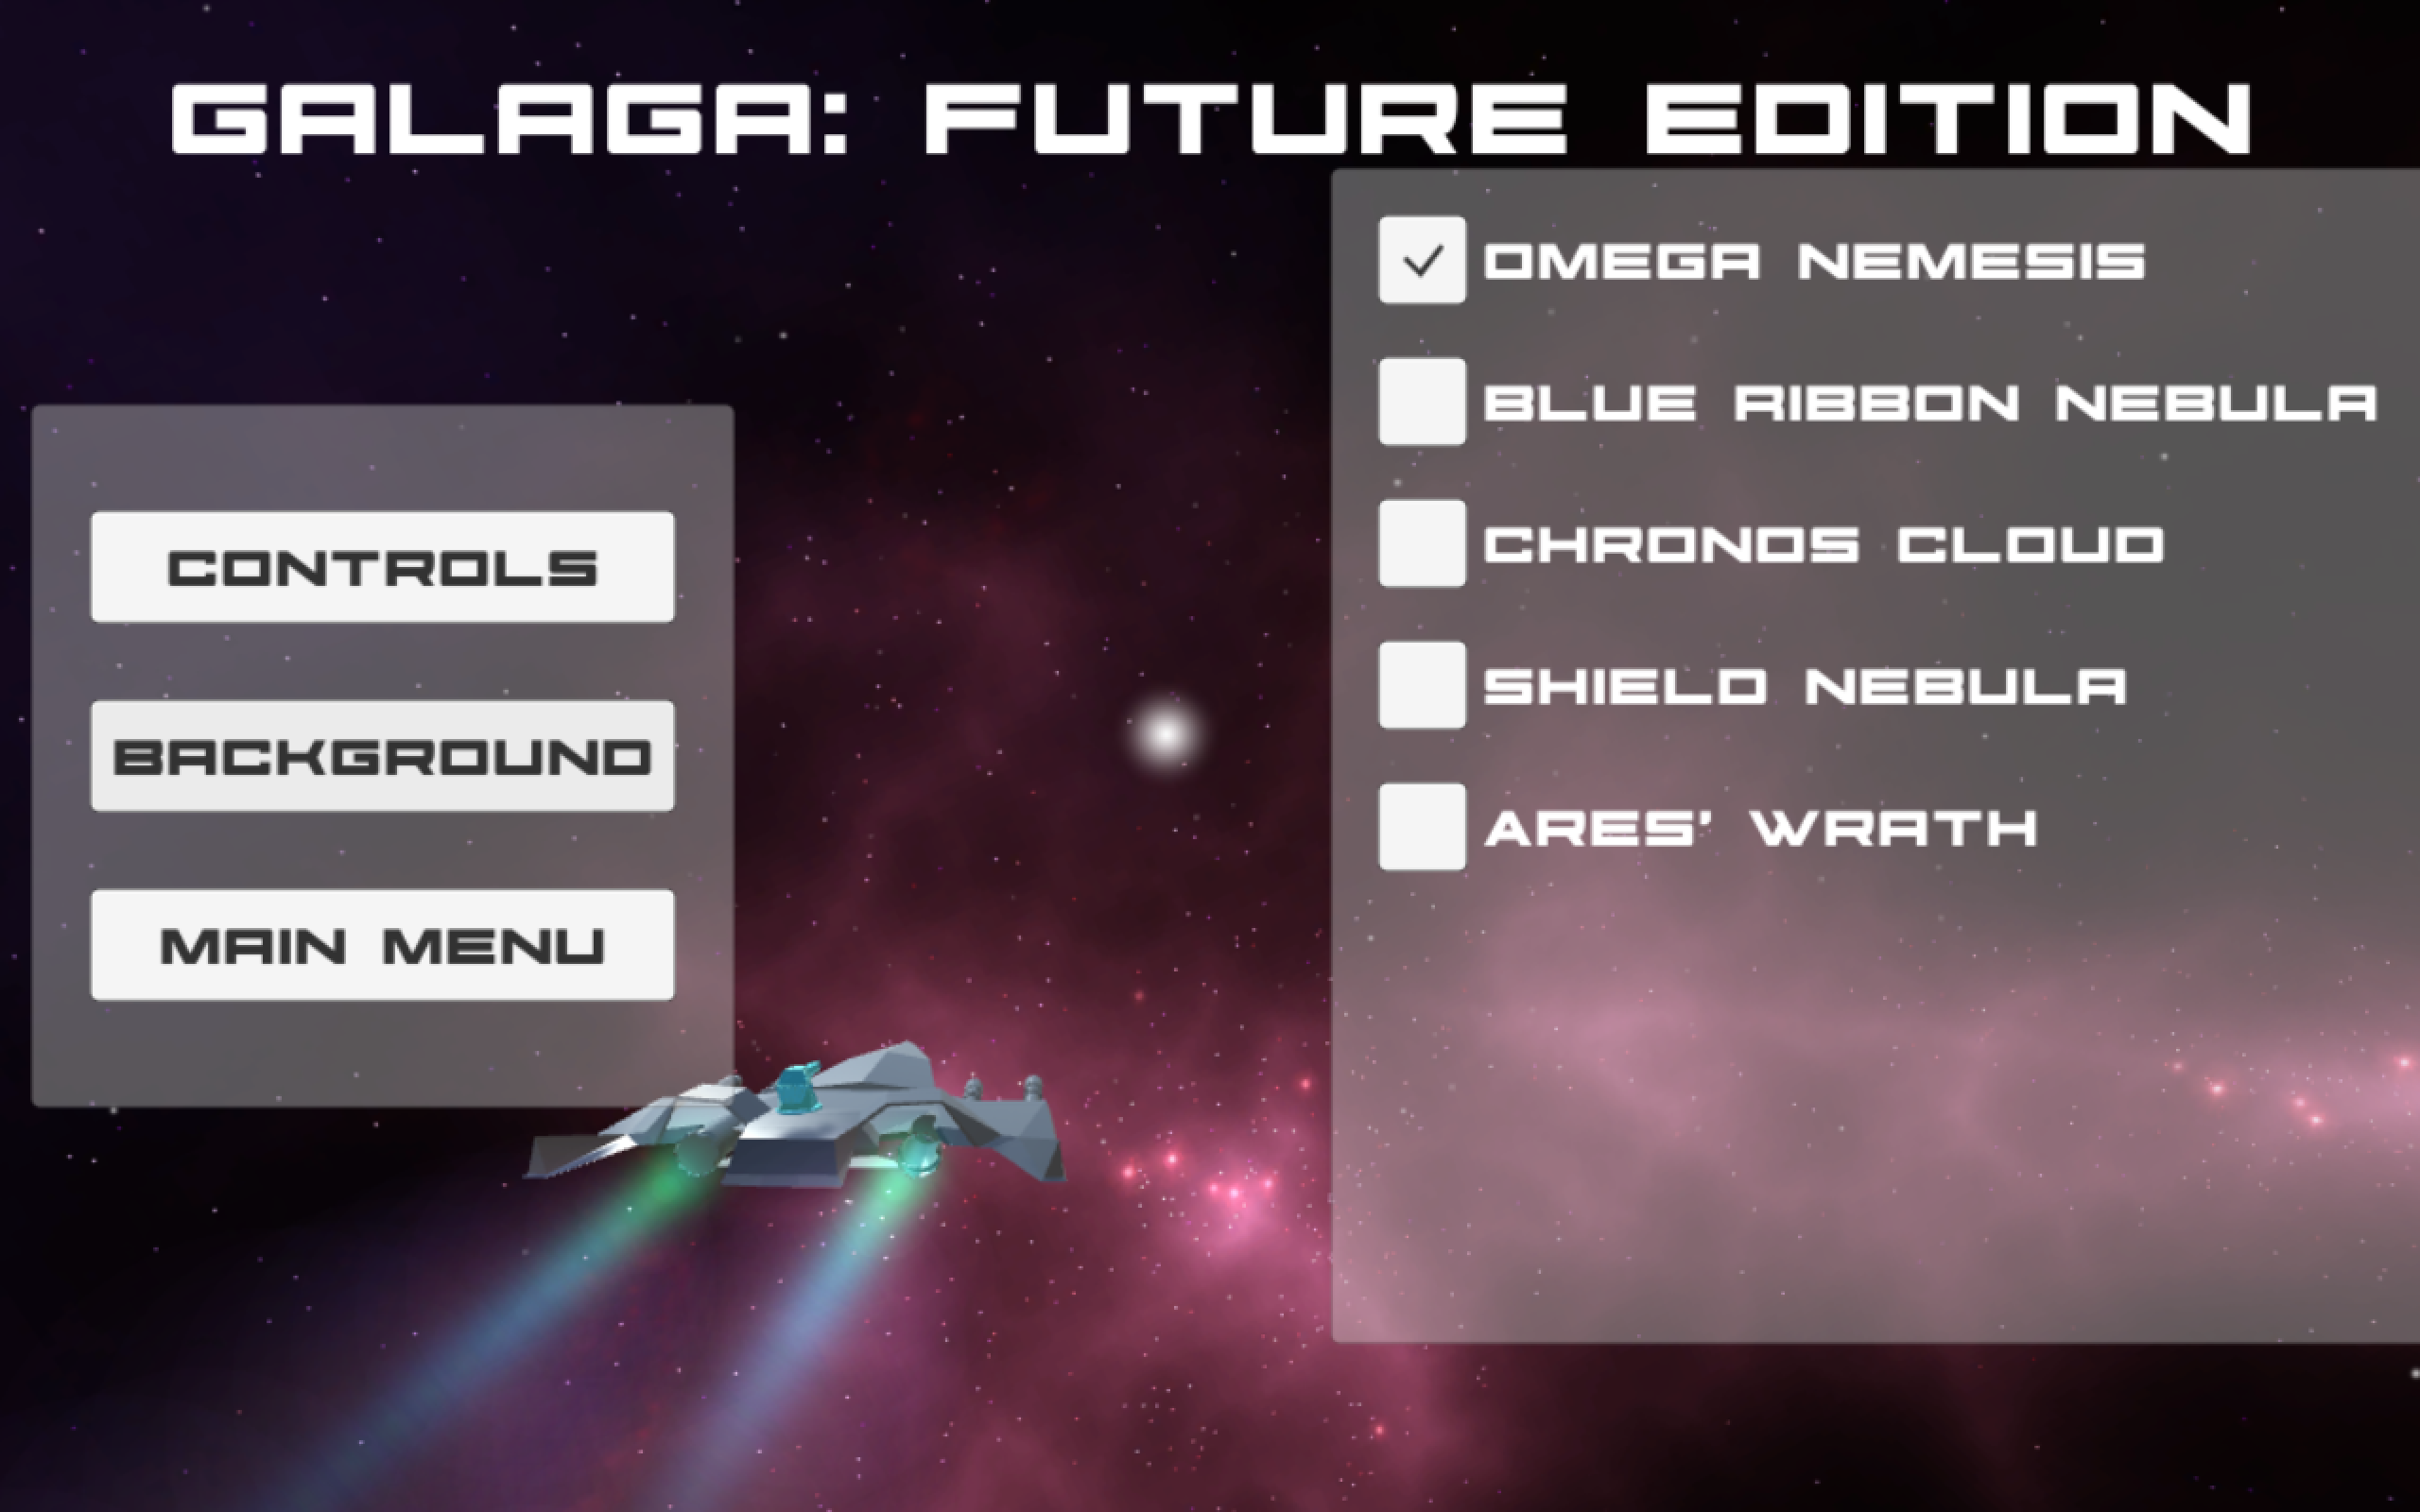 GALAGA: FUTURE EDITION
CONTROLS
BACKGROUND
MAIN MENU
OMEGA NEMESIS
BLUE RIBBON NEBULA
CHRONOS CLOUD
SHIELD NEBULA
ARES' WRATH